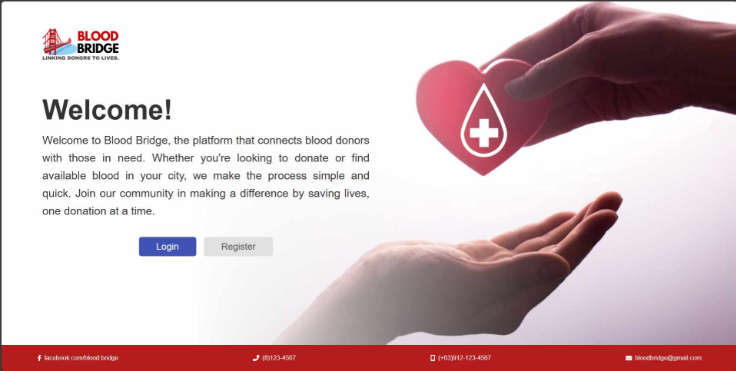 BLOOD
BRIDGE
LINKING DONORS TO LIVES.
Welcome!
Welcome to Blood Bridge, the platform that connects blood donors
with those in need. Whether you're looking to donate or find
available blood in your city, we make the process simple and
quick. Join our community in making a difference by saving lives,
one donation at a time.
Login Register
facebook.com/blood.bridge (8)123-4567 (+63)912-123-4567 bloodbridge@gmail.com